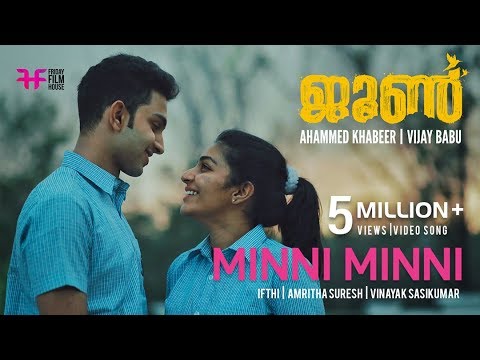 FRIDAY
FILM
HOUSE
ജൂൺ
AHAMMED KHABEER | VIJAY BABU
5 MILLION+
VIEWS | VIDEO SONG
MINNI MINNI
IFTHI | AMRITHA SURESH | VINAYAK SASIKUMAR